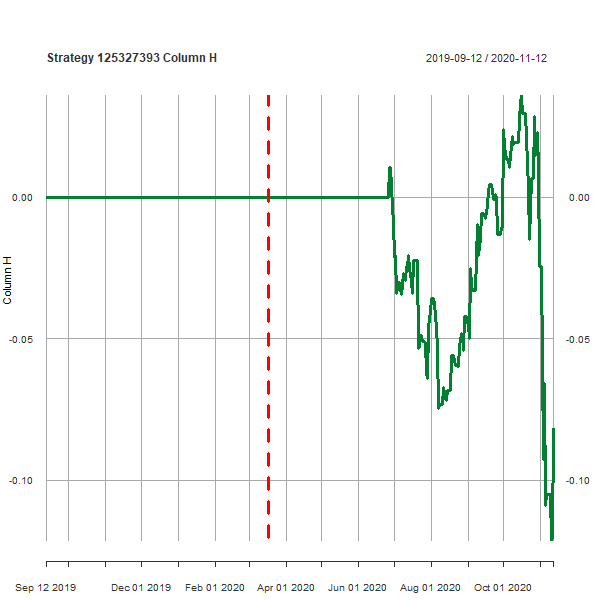 Strategy 125327393 Column H
2019-09-12 / 2020-11-12
Column H
0.00
0.00
-0.05
-0.05
-0.10
-0.10
Sep 12 2019
Dec 01 2019
Feb 01 2020
Apr 01 2020
Jun 01 2020
Aug 01 2020
Oct 01 2020